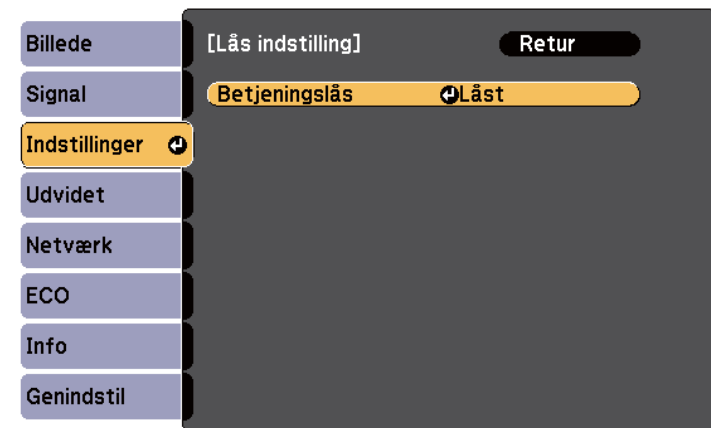 Billede
Signal
Indstillinger
Udvidet
Netværk
ECO
Info
Genindstil
[Lås indstilling]
Retur
Betjeningslås
Låst